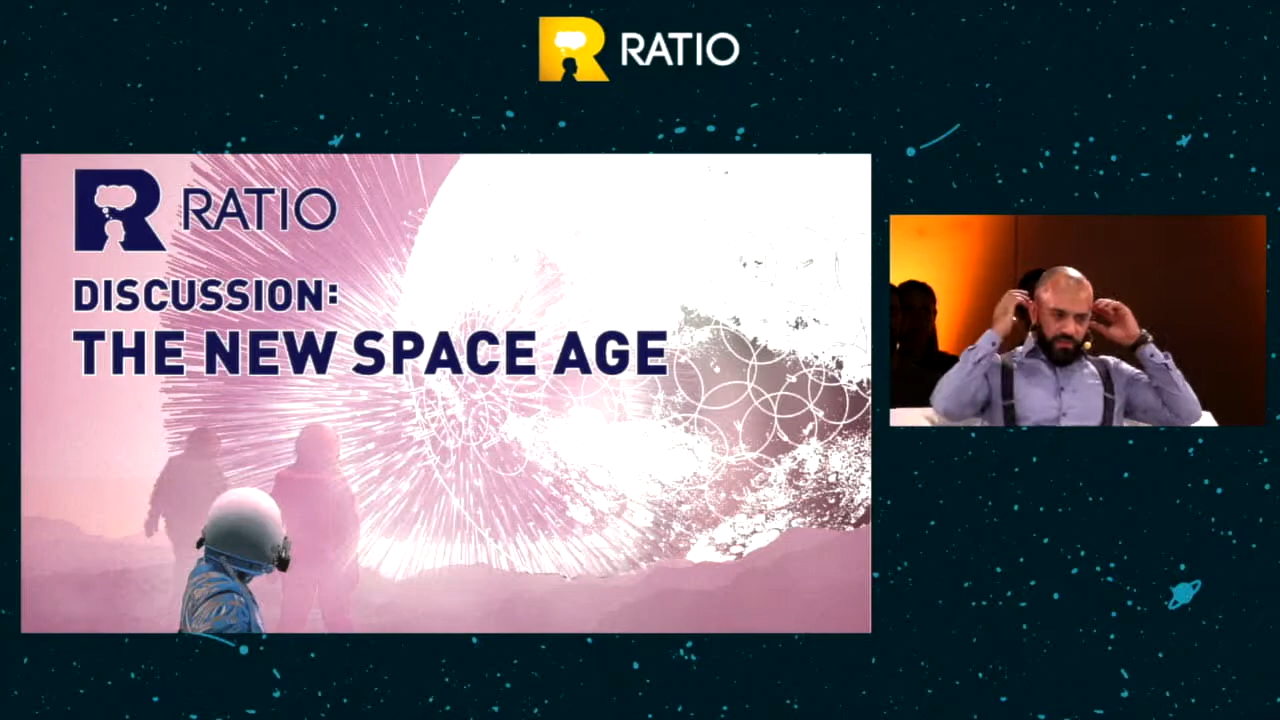 RATIO
RATIO
DISCUSSION:
THE NEW SPACE AGE